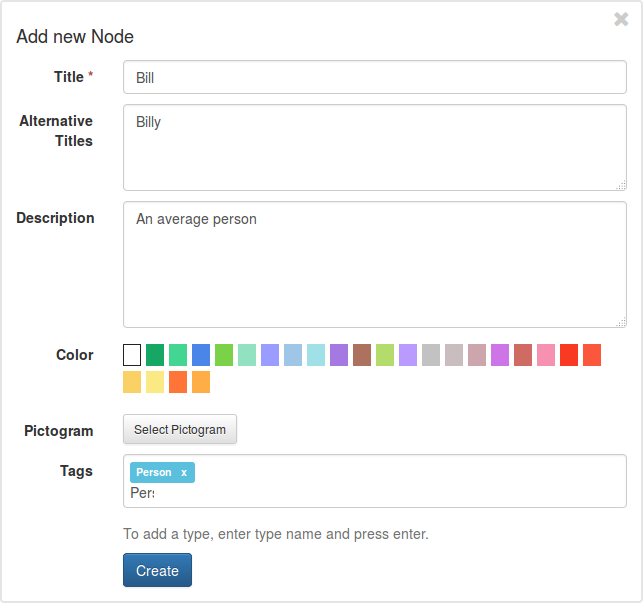 Add new Node
Title *
Bill
Alternative
Titles
Billy
Description
An average person
Color
Pictogram
Select Pictogram
Tags
Person x
Pers
To add a type, enter type name and press enter.
Create